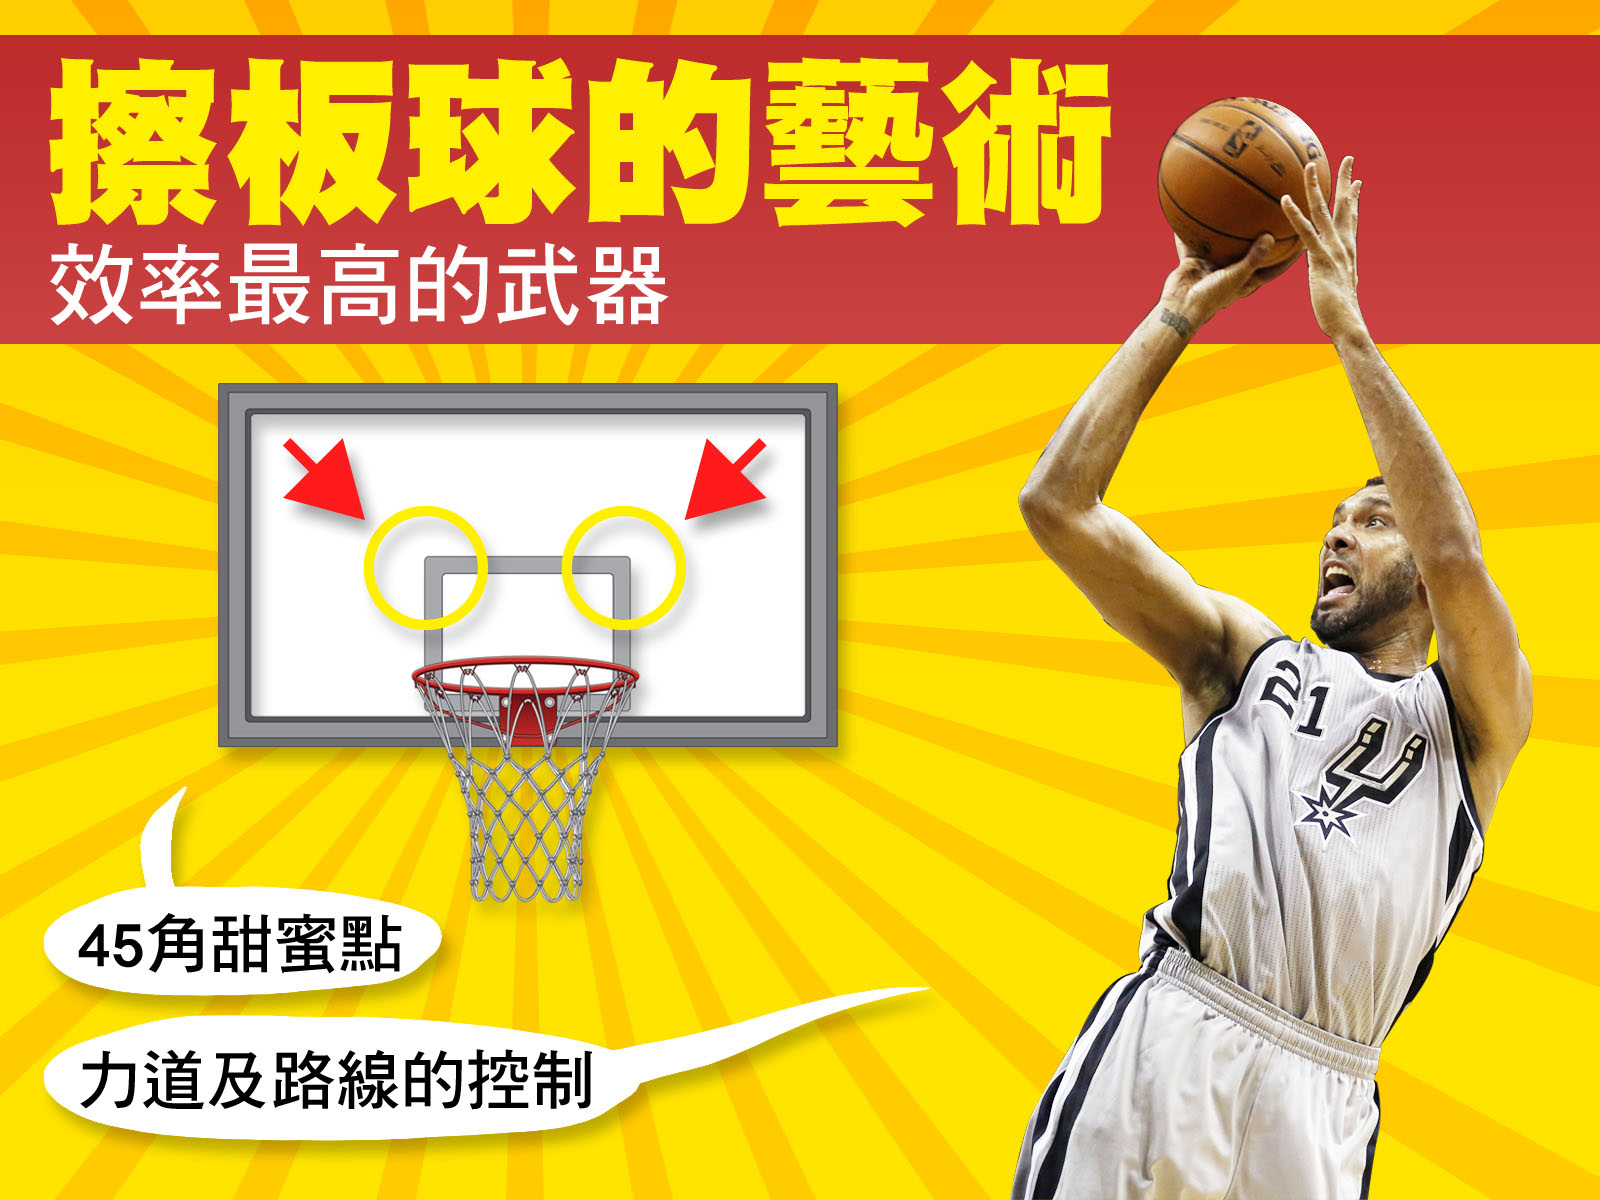 擦板球的藝術
效率最高的武器
45角甜蜜點
力道及路線的控制
21